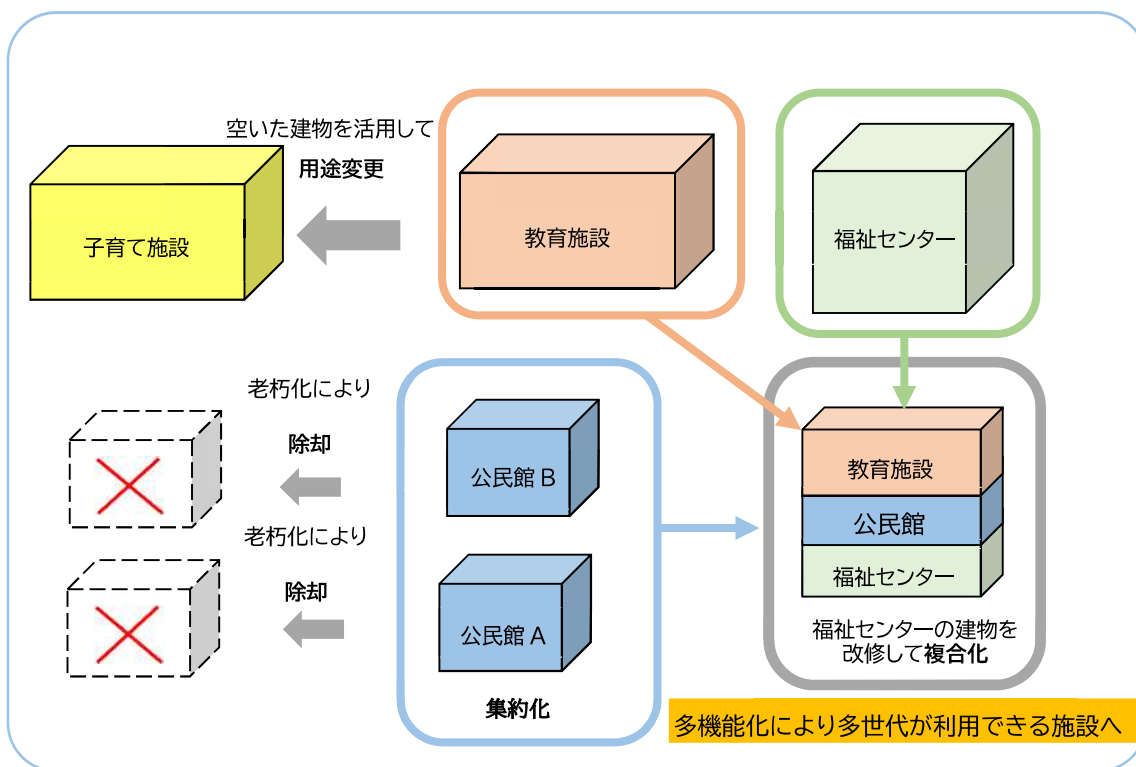 空いた建物を活用して
用途変更
子育て施設
教育施設
福祉センター
老朽化により
除却
老朽化により
除却
公民館 B
公民館 A
集約化
教育施設
公民館
福祉センター
福祉センターの建物を
改修して複合化
多機能化により多世代が利用できる施設へ